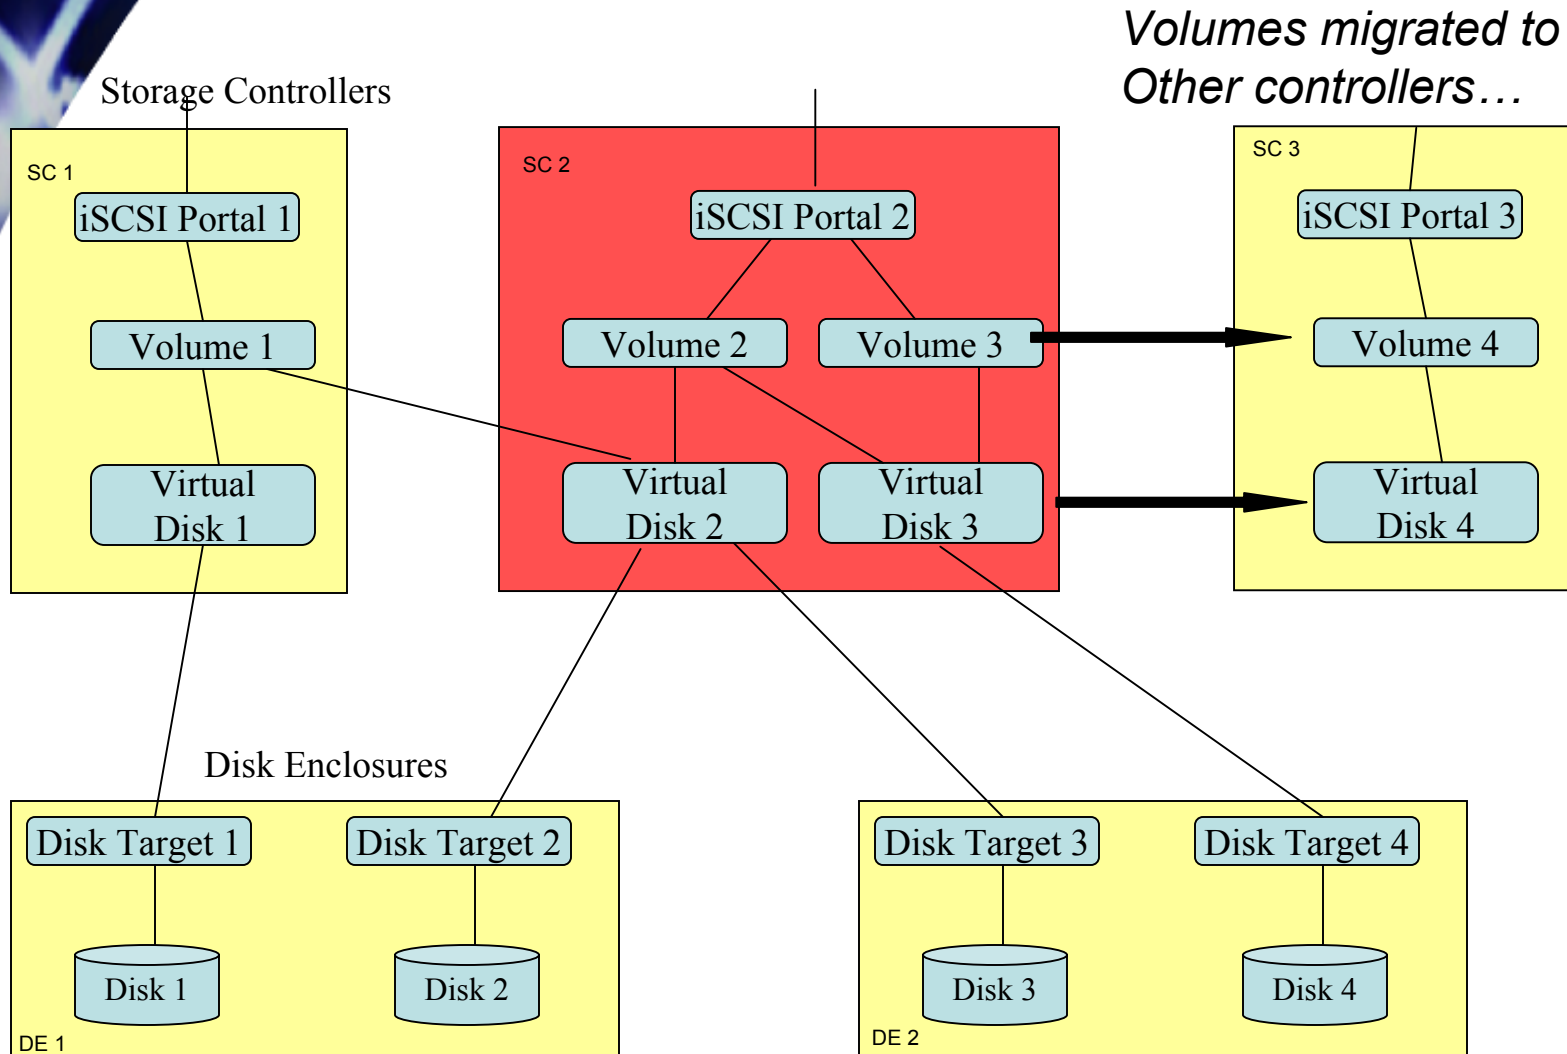 Volumes migrated to
Other controllers…
Storage Controllers
SC 1
SC 2
SC 3
iSCSI Portal 1
iSCSI Portal 2
iSCSI Portal 3
Volume 1
Volume 2
Volume 3
Volume 4
Virtual
Disk 1
Virtual
Disk 2
Virtual
Disk 3
Virtual
Disk 4
Disk Enclosures
Disk Target 1
Disk Target 2
Disk Target 3
Disk Target 4
Disk 1
Disk 2
Disk 3
Disk 4
DE 1
DE 2